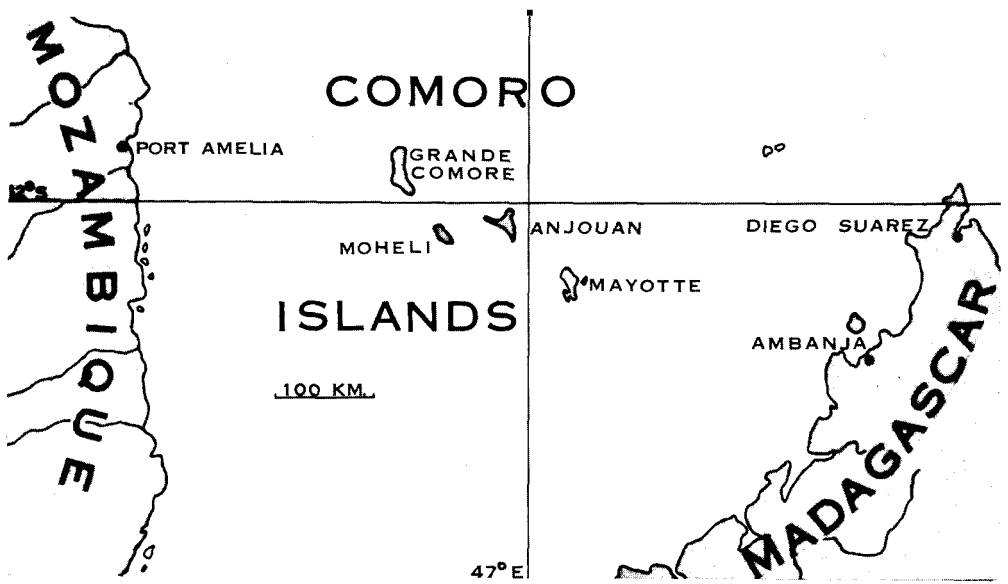 MOZAMBIQUE
COMORO
PORT AMELIA
GRANDE
COMORE
12°S
MOHELI
ANJOUAN
DIEGO SUAREZ
MAYOTTE
ISLANDS
AMBANJA
100 KM.
MADAGASCAR
47° E